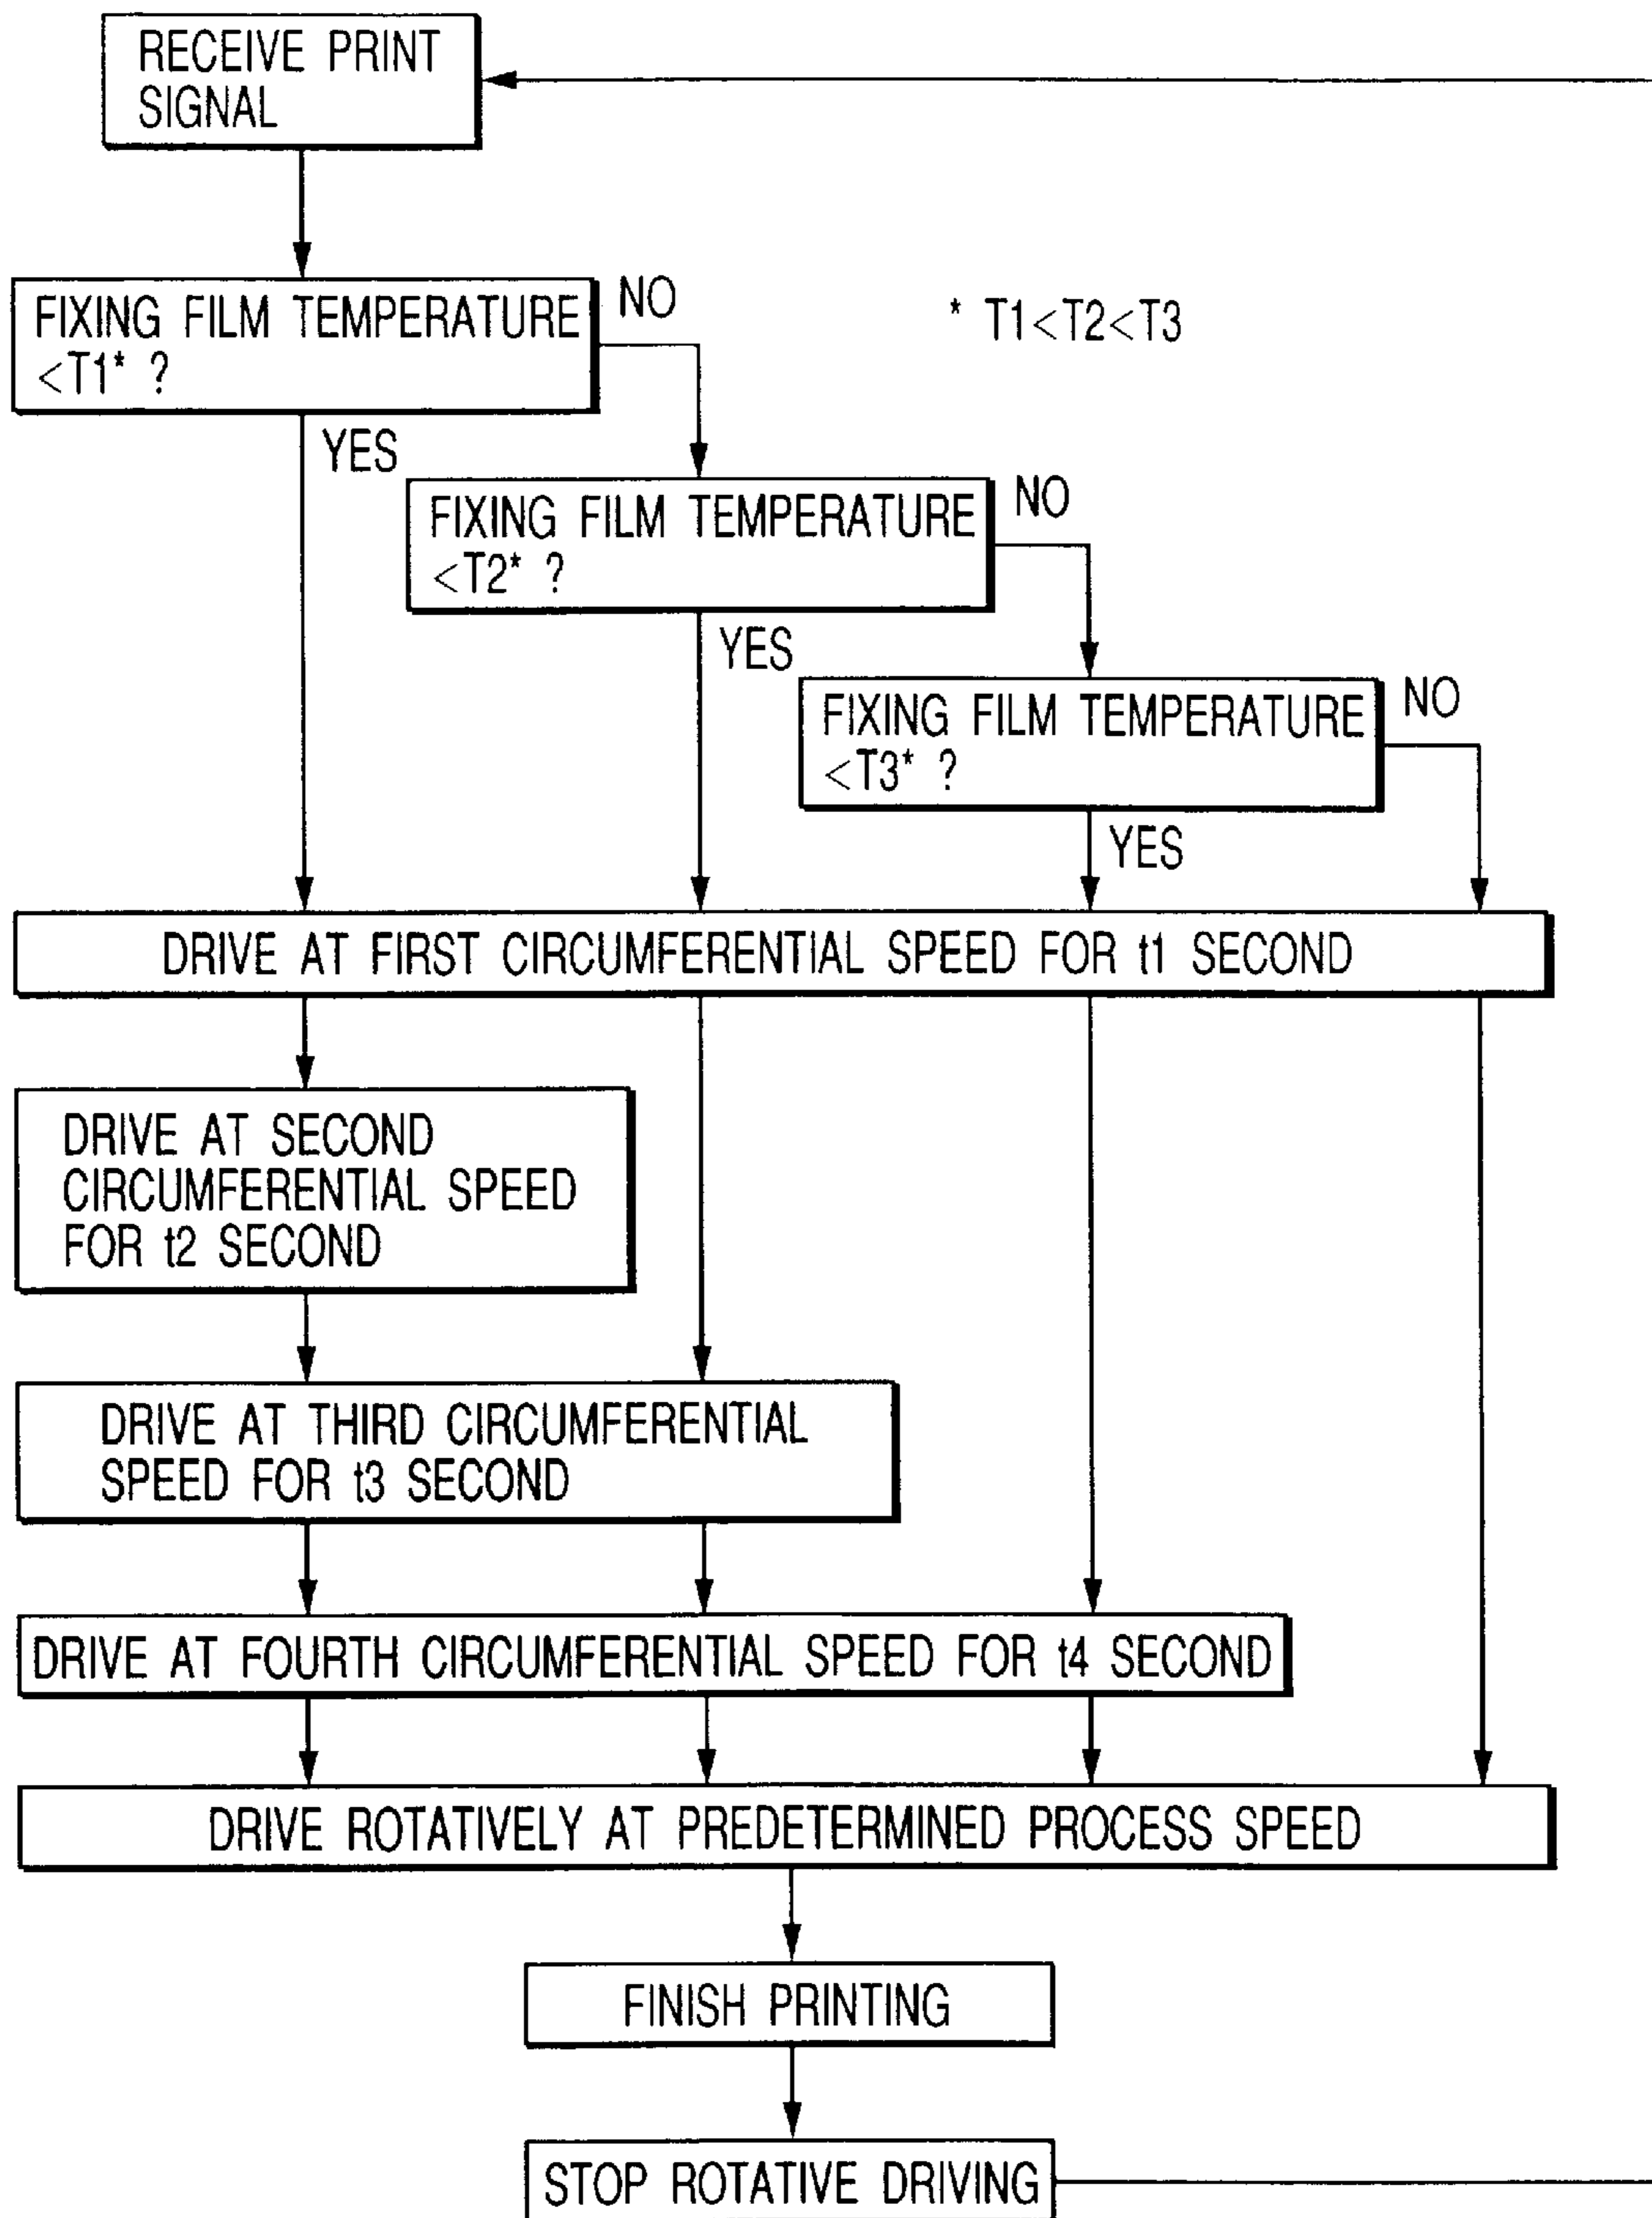 RECEIVE PRINT
SIGNAL
FIXING FILM TEMPERATURE
<T1* ?
NO
* T1<T2<T3
YES
FIXING FILM TEMPERATURE
<T2* ?
NO
YES
FIXING FILM TEMPERATURE
<T3* ?
NO
YES
DRIVE AT FIRST CIRCUMFERENTIAL SPEED FOR t1 SECOND
DRIVE AT SECOND
CIRCUMFERENTIAL SPEED
FOR t2 SECOND
DRIVE AT THIRD CIRCUMFERENTIAL
SPEED FOR t3 SECOND
DRIVE AT FOURTH CIRCUMFERENTIAL SPEED FOR t4 SECOND
DRIVE ROTATIVELY AT PREDETERMINED PROCESS SPEED
FINISH PRINTING
STOP ROTATIVE DRIVING